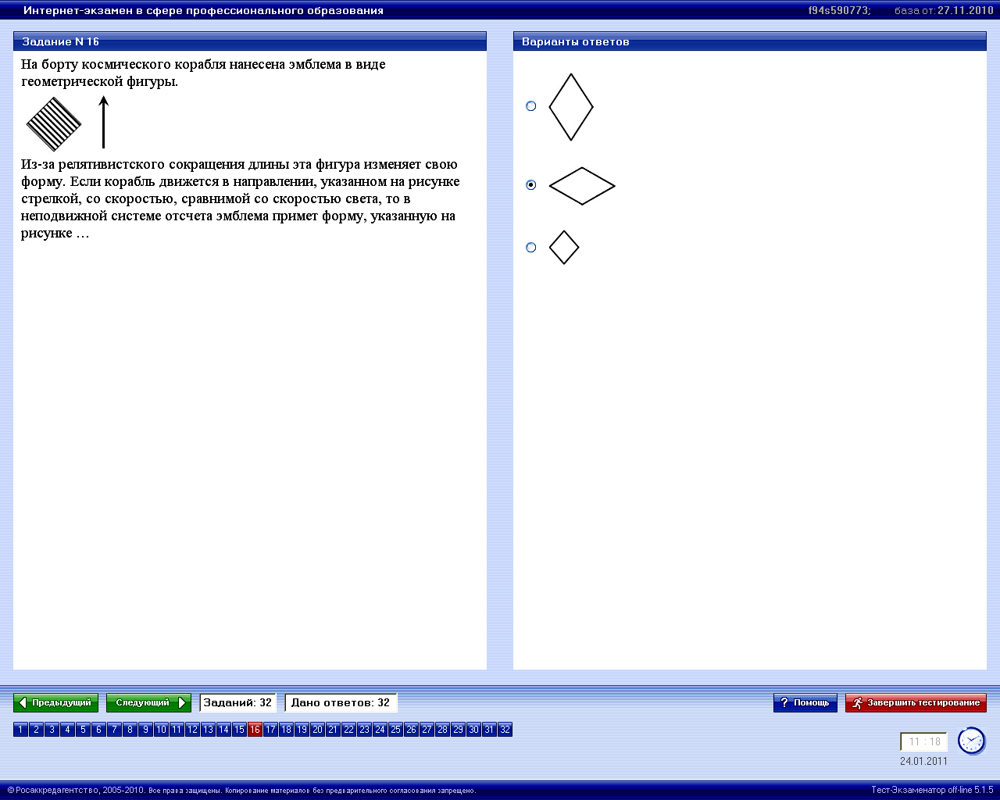 Интернет-экзамен в сфере профессионального образования
f94s590773; база от: 27.11.2010
Задание N 16
На борту космического корабля нанесена эмблема в виде
геометрической фигуры.
Из-за релятивистского сокращения длины эта фигура изменяет свою
форму. Если корабль движется в направлении, указанном на рисунке
стрелкой, со скоростью, сравнимой со скоростью света, то в
неподвижной системе отсчета эмблема примет форму, указанную на
рисунке …
Варианты ответов
Предыдущий Следующий Заданий: 32 Дано ответов: 32 ? Помощь Завершить тестирование
1 2 3 4 5 6 7 8 9 10 11 12 13 14 15 16 17 18 19 20 21 22 23 24 25 26 27 28 29 30 31 32
11 : 18
24.01.2011
© Росаккредагентство, 2005-2010. Все права защищены. Копирование материалов без предварительного согласования запрещено.
Тест-Экзаменатор off-line 5.1.5